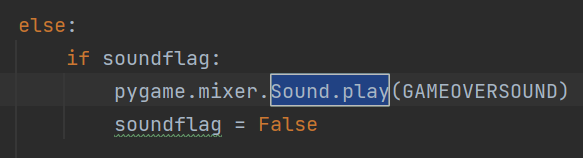 else:
    if soundflag:
        pygame.mixer.Sound.play(GAMEOVERSOUND)
        soundflag = False